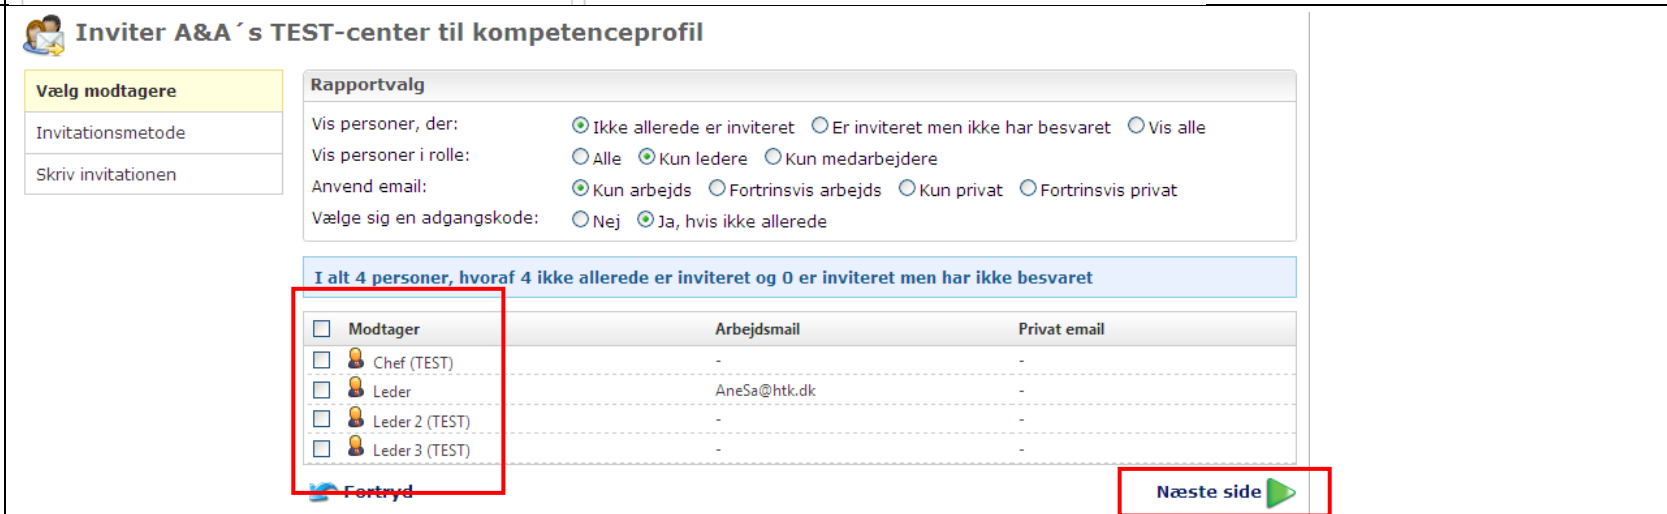 Inviter A&A´s TEST-center til kompetenceprofil
Vælg modtagere
Invitationsmetode
Skriv invitationen
Rapportvalg
Vis personer, der: Ikke allerede er inviteret Er inviteret men ikke har besvaret Vis alle
Vis personer i rolle: Alle Kun ledere Kun medarbejdere
Anvend email: Kun arbejds Fortrinsvis arbejds Kun privat Fortrinsvis privat
Vælge sig en adgangskode: Nej Ja, hvis ikke allerede
I alt 4 personer, hvoraf 4 ikke allerede er inviteret og 0 er inviteret men har ikke besvaret
Modtager Arbejdsmail Privat email
Chef (TEST) - -
Leder AneSa@htk.dk -
Leder 2 (TEST) - -
Leder 3 (TEST) - -
Fortryd Næste side